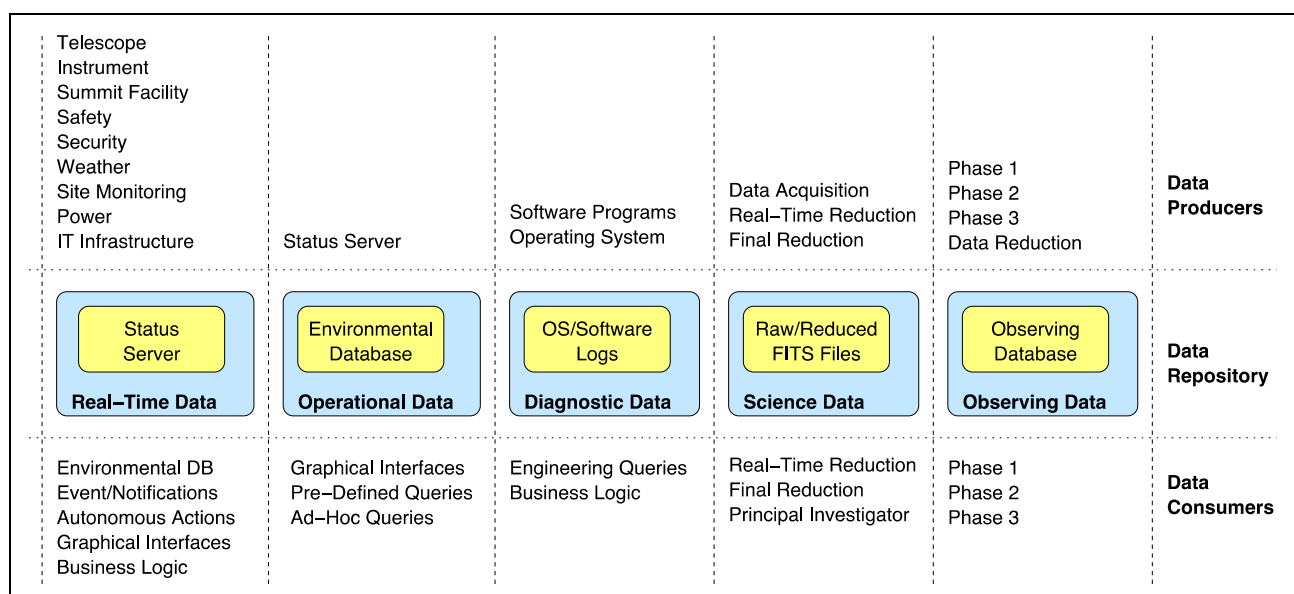 Telescope
Instrument
Summit Facility
Safety
Security
Weather
Site Monitoring
Power
IT Infrastructure
Status Server
Software Programs
Operating System
Data Acquisition
Real–Time Reduction
Final Reduction
Phase 1
Phase 2
Phase 3
Data Reduction
Data
Producers
Status
Server
Real–Time Data
Environmental
Database
Operational Data
OS/Software
Logs
Diagnostic Data
Raw/Reduced
FITS Files
Science Data
Observing
Database
Observing Data
Data
Repository
Environmental DB
Event/Notifications
Autonomous Actions
Graphical Interfaces
Business Logic
Graphical Interfaces
Pre–Defined Queries
Ad–Hoc Queries
Engineering Queries
Business Logic
Real–Time Reduction
Final Reduction
Principal Investigator
Phase 1
Phase 2
Phase 3
Data
Consumers